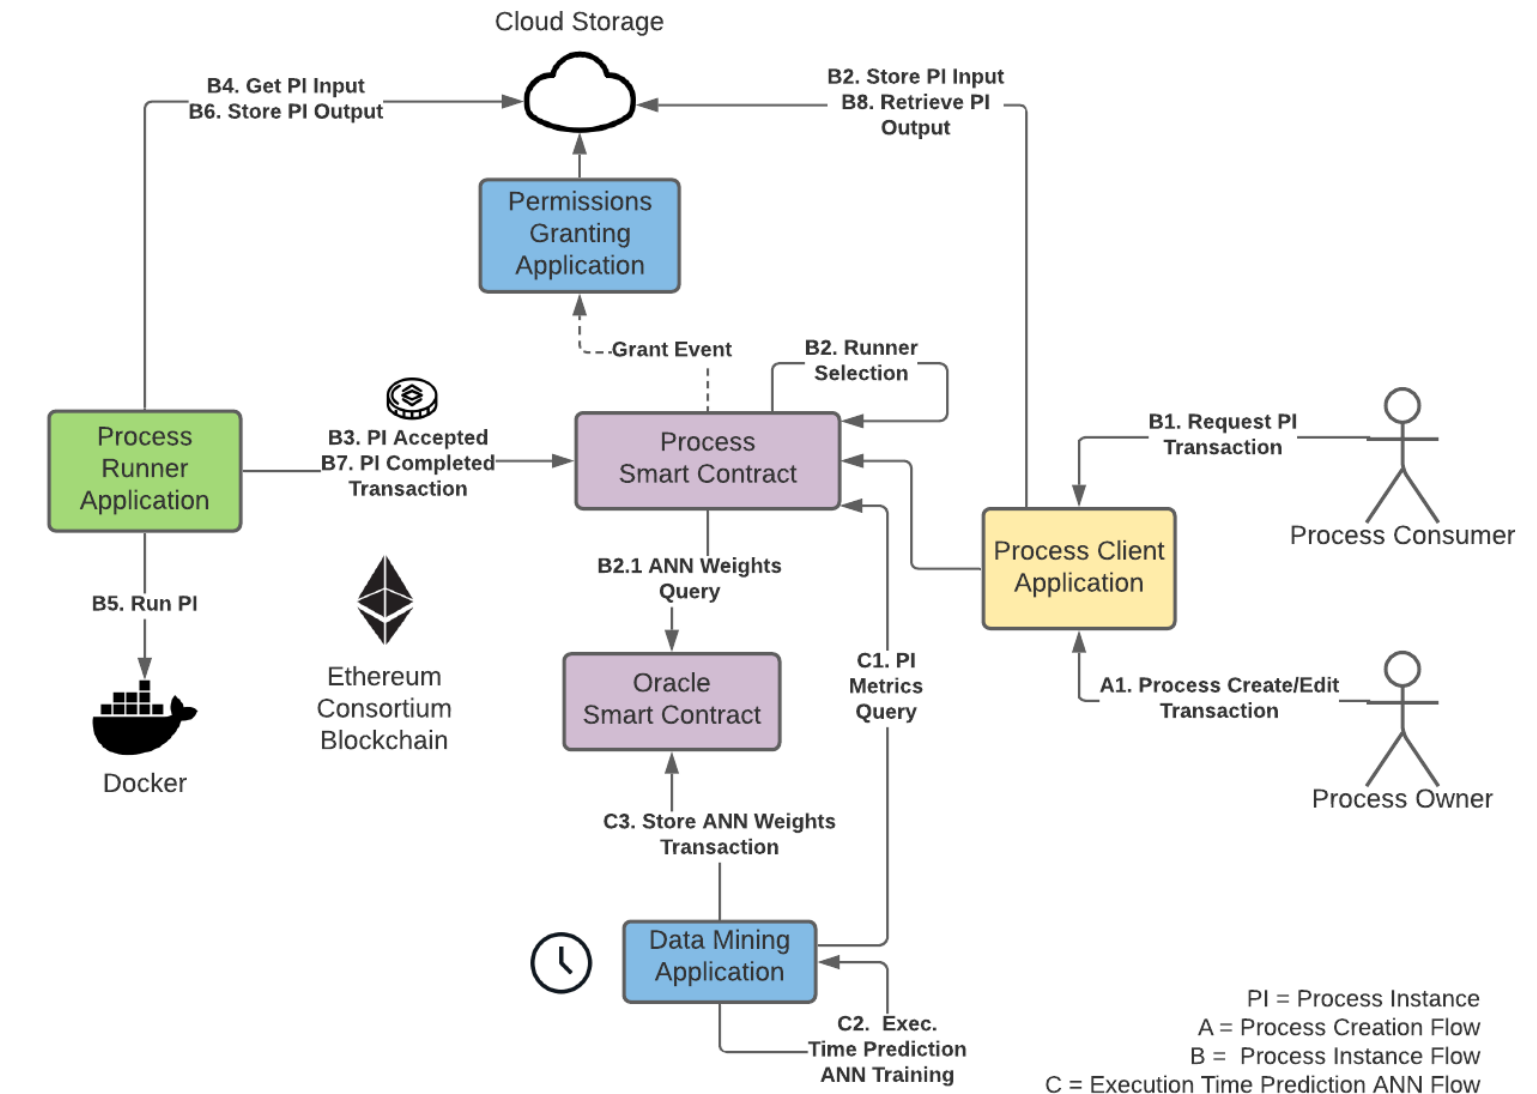 Cloud Storage
B4. Get PI Input
B6. Store PI Output
B2. Store PI Input
B8. Retrieve PI
Output
Permissions
Granting
Application
Grant Event
B2. Runner
Selection
Process
Runner
Application
B3. PI Accepted
B7. PI Completed
Transaction
Process
Smart Contract
B1. Request PI
Transaction
Process Consumer
Process Client
Application
B5. Run PI
B2.1 ANN Weights
Query
Ethereum
Consortium
Blockchain
Oracle
Smart Contract
C1. PI
Metrics
Query
A1. Process Create/Edit
Transaction
Process Owner
Docker
C3. Store ANN Weights
Transaction
Data Mining
Application
C2. Exec.
Time Prediction
ANN Training
PI = Process Instance
A = Process Creation Flow
B = Process Instance Flow
C = Execution Time Prediction ANN Flow